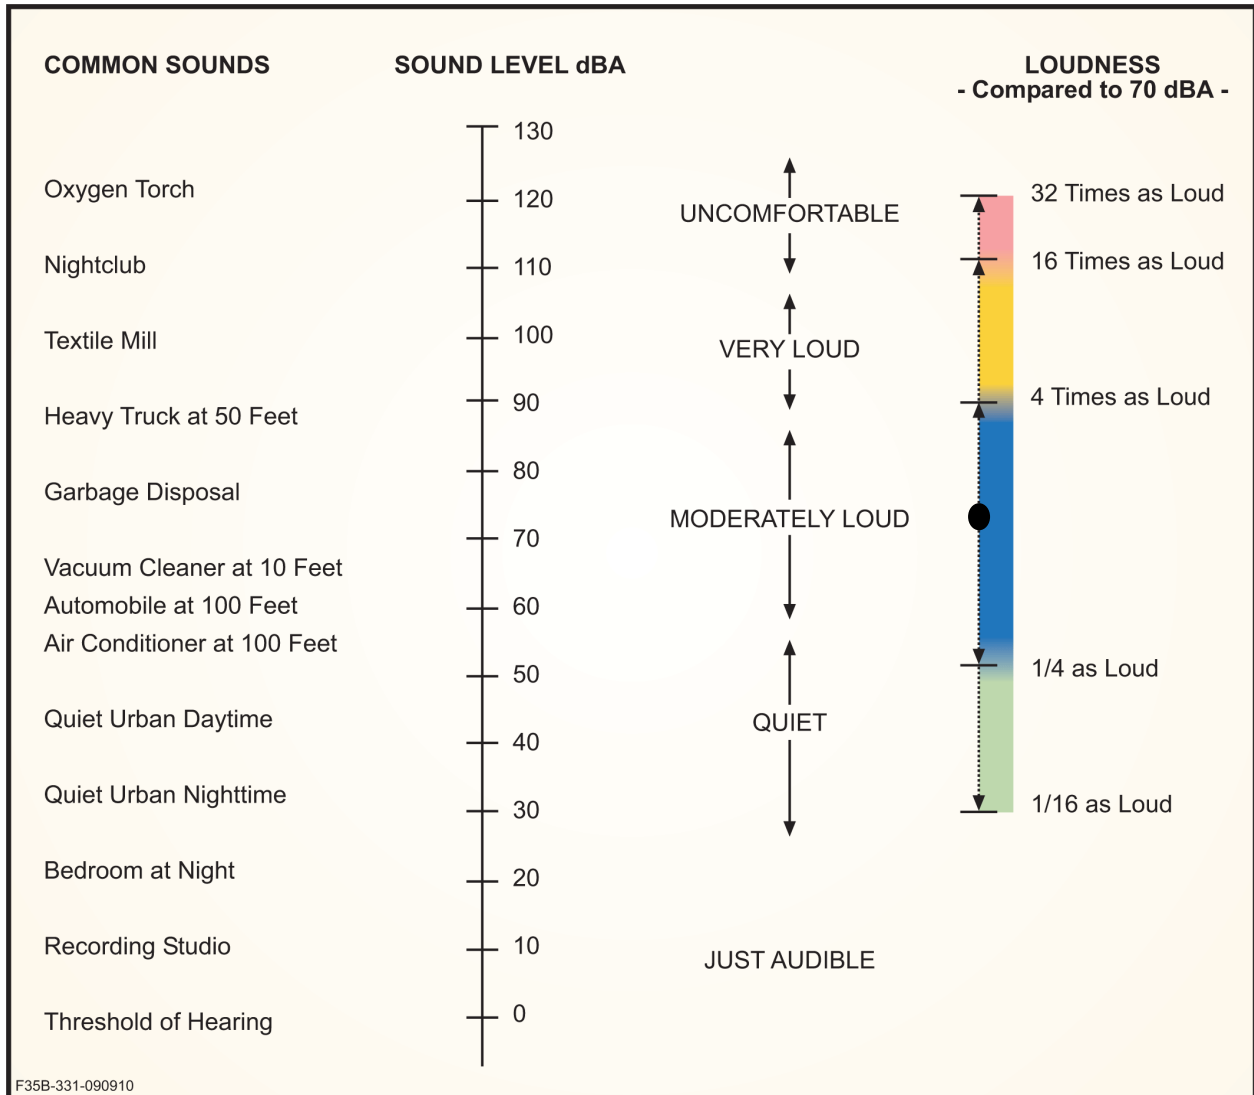 COMMON SOUNDS
SOUND LEVEL dBA
LOUDNESS
- Compared to 70 dBA -
130
Oxygen Torch
120
UNCOMFORTABLE
32 Times as Loud
Nightclub
110
16 Times as Loud
Textile Mill
100
VERY LOUD
Heavy Truck at 50 Feet
90
4 Times as Loud
80
Garbage Disposal
MODERATELY LOUD
70
Vacuum Cleaner at 10 Feet
Automobile at 100 Feet
60
Air Conditioner at 100 Feet
50
1/4 as Loud
Quiet Urban Daytime
QUIET
40
Quiet Urban Nighttime
30
1/16 as Loud
Bedroom at Night
20
Recording Studio
10
JUST AUDIBLE
Threshold of Hearing
0
F35B-331-090910